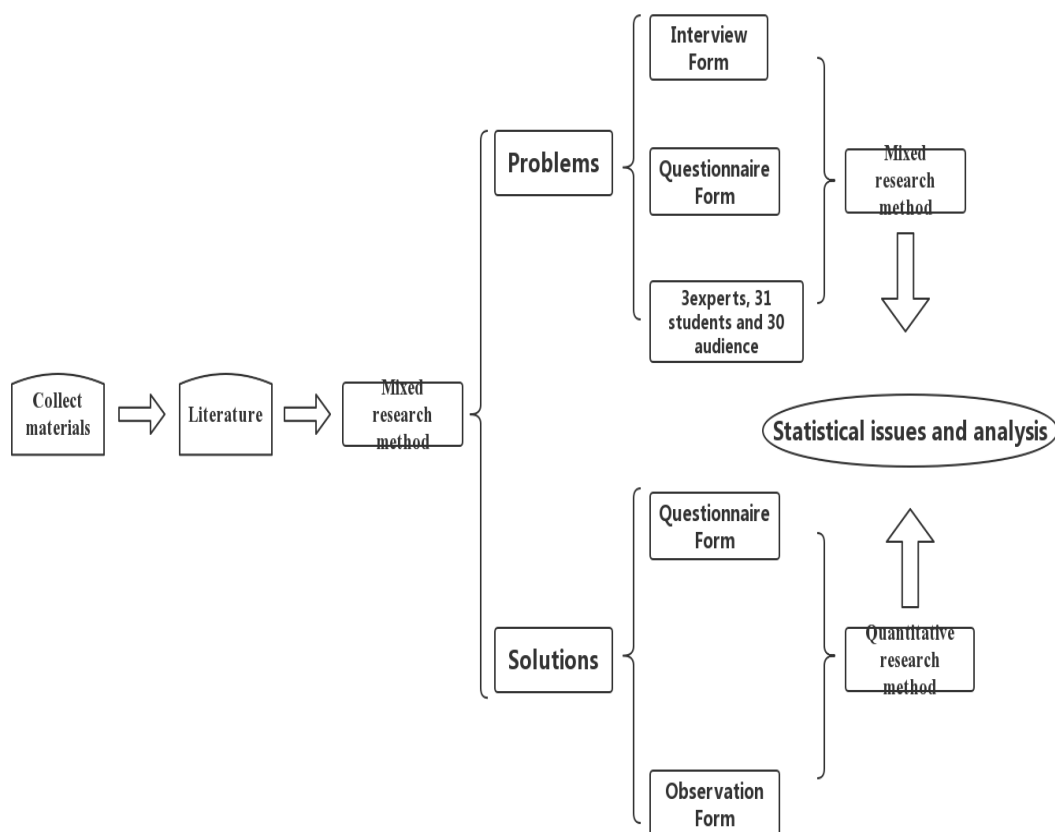 Collect
materials
Literature
Mixed
research
method
Problems
Interview
Form
Questionnaire
Form
3experts, 31
students and 30
audience
Mixed
research
method
Solutions
Questionnaire
Form
Observation
Form
Quantitative
research
method
Statistical issues and analysis